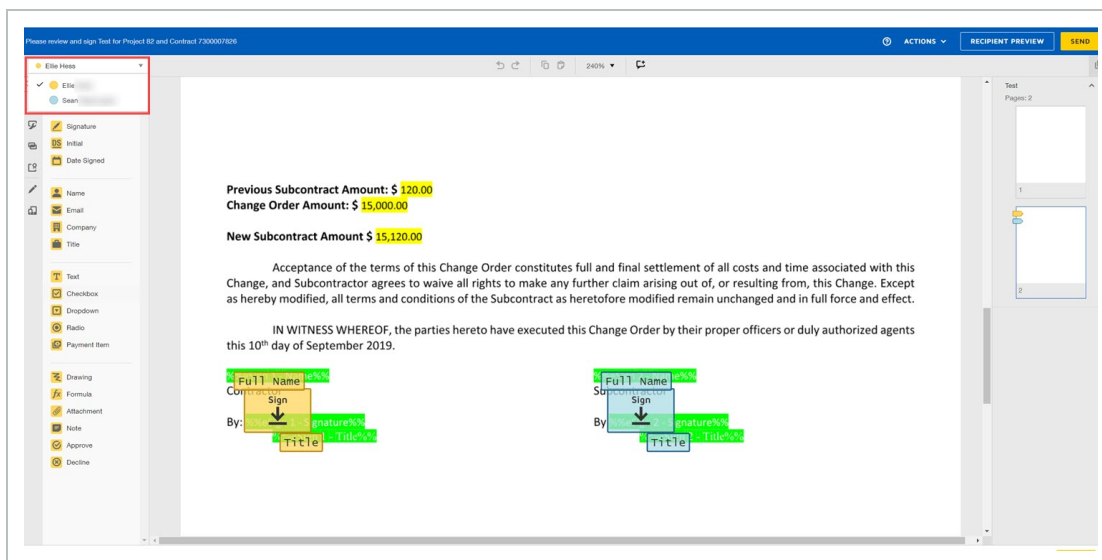 Please review and sign Test for Project 82 and Contract 7300007826
ACTIONS
RECIPIENT PREVIEW
SEND
Ellie Hess
Ellie
Sean
240%
Signature
DS Initial
Date Signed
Name
Email
Company
Title
T Text
Checkbox
Dropdown
Radio
Payment Item
Drawing
fx Formula
Attachment
Note
Approve
Decline
Previous Subcontract Amount: $ 120.00
Change Order Amount: $ 15,000.00
New Subcontract Amount $ 15,120.00
Acceptance of the terms of this Change Order constitutes full and final settlement of all costs and time associated with this
Change, and Subcontractor agrees to waive all rights to make any further claim arising out of, or resulting from, this Change. Except
as hereby modified, all terms and conditions of the Subcontract as heretofore modified remain unchanged and in full force and effect.
IN WITNESS WHEREOF, the parties hereto have executed this Change Order by their proper officers or duly authorized agents
this 10th day of September 2019.
Full Name
Sign
By:
Title
Full Name
Subcontractor
Sign
By
Title
Test
Pages: 2
1
2